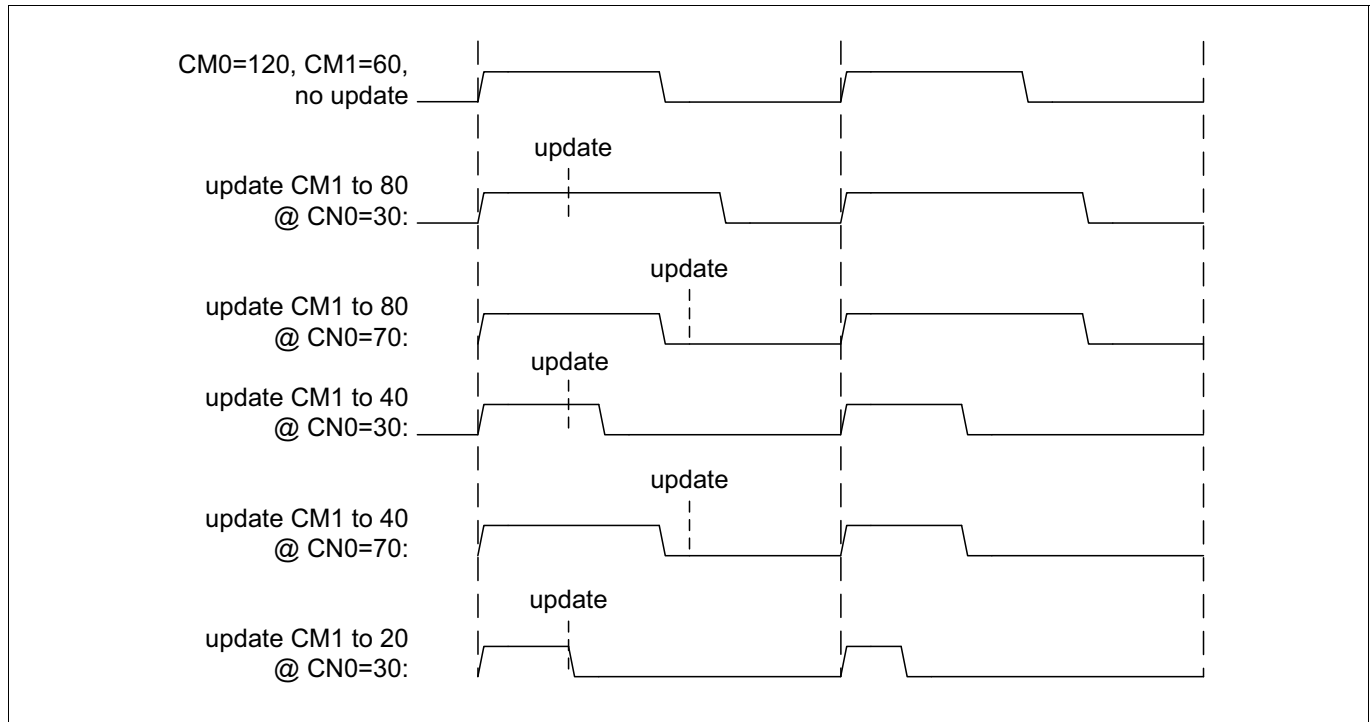 CM0=120, CM1=60,
no update
update
update CM1 to 80
@ CN0=30:
update
update CM1 to 80
@ CN0=70:
update
update CM1 to 40
@ CN0=30:
update
update CM1 to 40
@ CN0=70:
update
update CM1 to 20
@ CN0=30: